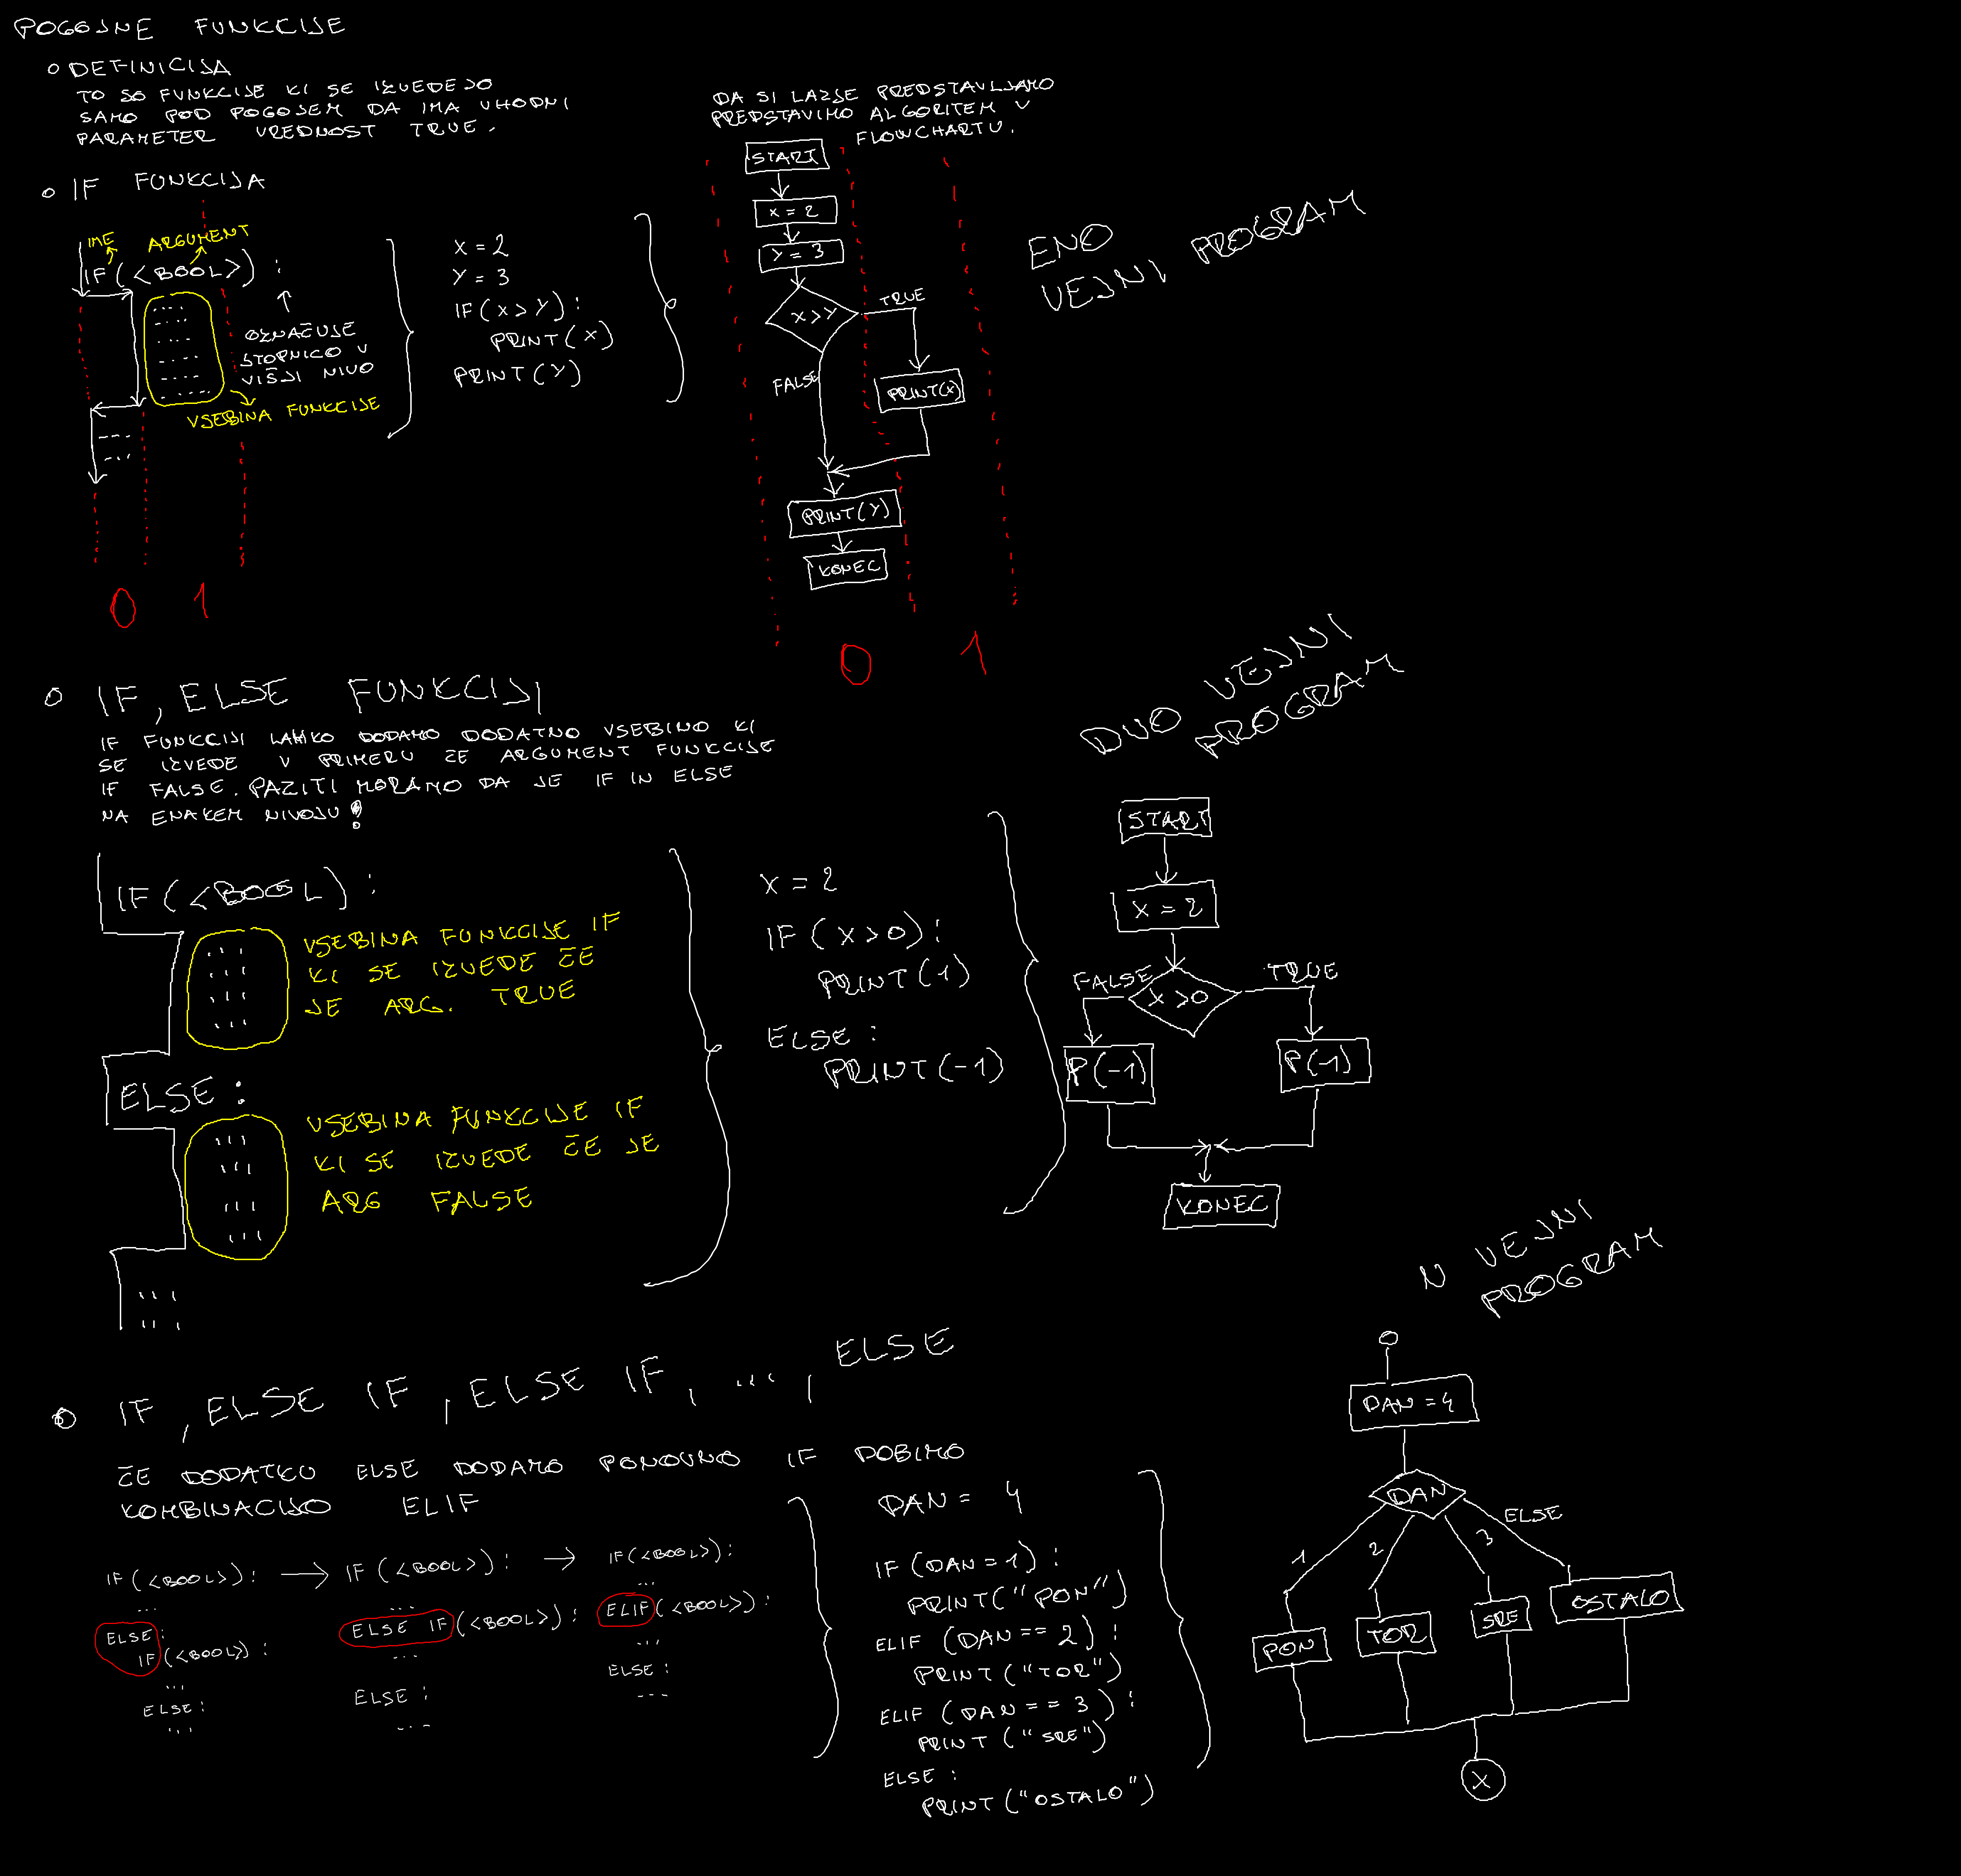 POGOJNE FUNKCIJE
DEFINICIJA
TO SO FUNKCIJE KI SE IZVEDEJO
SAMO POD POGOJEM DA IMA VHODNI
PARAMETER VREDNOST TRUE.
DA SI LAZJE PREDSTAVLJAMO
PREDSTAVIMO ALGORITEM V
FLOWCHARTU.
IF FUNKCIJA
IME ARGUMENT
IF(<BOOL>):
OZNAČUJE
STOPNICO V
VIŠJI NIVO
VSEBINA FUNKCIJE
0 1
X = 2
Y = 3
IF(X>Y):
PRINT(X)
PRINT(Y)
START
X = 2
Y = 3
X>Y
TRUE
FALSE
PRINT(X)
PRINT(Y)
KONEC
0 1
ENO
VEJNI PROGRAM
IF, ELSE FUNKCIJI
IF FUNKCIJI LAHKO DODAMO DODATNO VSEBINO KI
SE IZVEDE V PRIMERU ČE ARGUMENT FUNKCIJE
IF FALSE. PAZITI MORAMO DA JE IF IN ELSE
NA ENAKEM NIVOJU!
IF(<BOOL):
VSEBINA FUNKCIJE IF
KI SE IZVEDE ČE
JE ARG. TRUE
ELSE:
VSEBINA FUNKCIJE IF
KI SE IZVEDE ČE JE
ARG FALSE
X = 2
IF(X>0):
PRINT(1)
ELSE:
PRINT(-1)
DVO VEJNI
PROGRAM
START
X = 2
FALSE
TRUE
X>0
P(-1)
P(-1)
KONEC
IF, ELSE IF, ELSE IF, ..., ELSE
ČE DODATKU ELSE DODAMO PONOVNO IF DOBIMO
KOMBINACIJO ELIF
IF(<BOOL>): → IF(<BOOL>): → IF(<BOOL>):
...
ELSE:
IF(<BOOL>):
...
ELSE:
...
...
ELSE IF(<BOOL>):
...
ELSE:
...
...
ELIF(<BOOL>):
...
ELSE:
...
DAN = 4
IF(DAN=1):
PRINT("PON")
ELIF (DAN == 2):
PRINT("TOR")
ELIF (DAN == 3):
PRINT("SRE")
ELSE:
PRINT("OSTALO")
N VEJNI
PROGRAM
DAN = 4
DAN
1
2
3
ELSE
PON
TOR
SRE
OSTALO
X